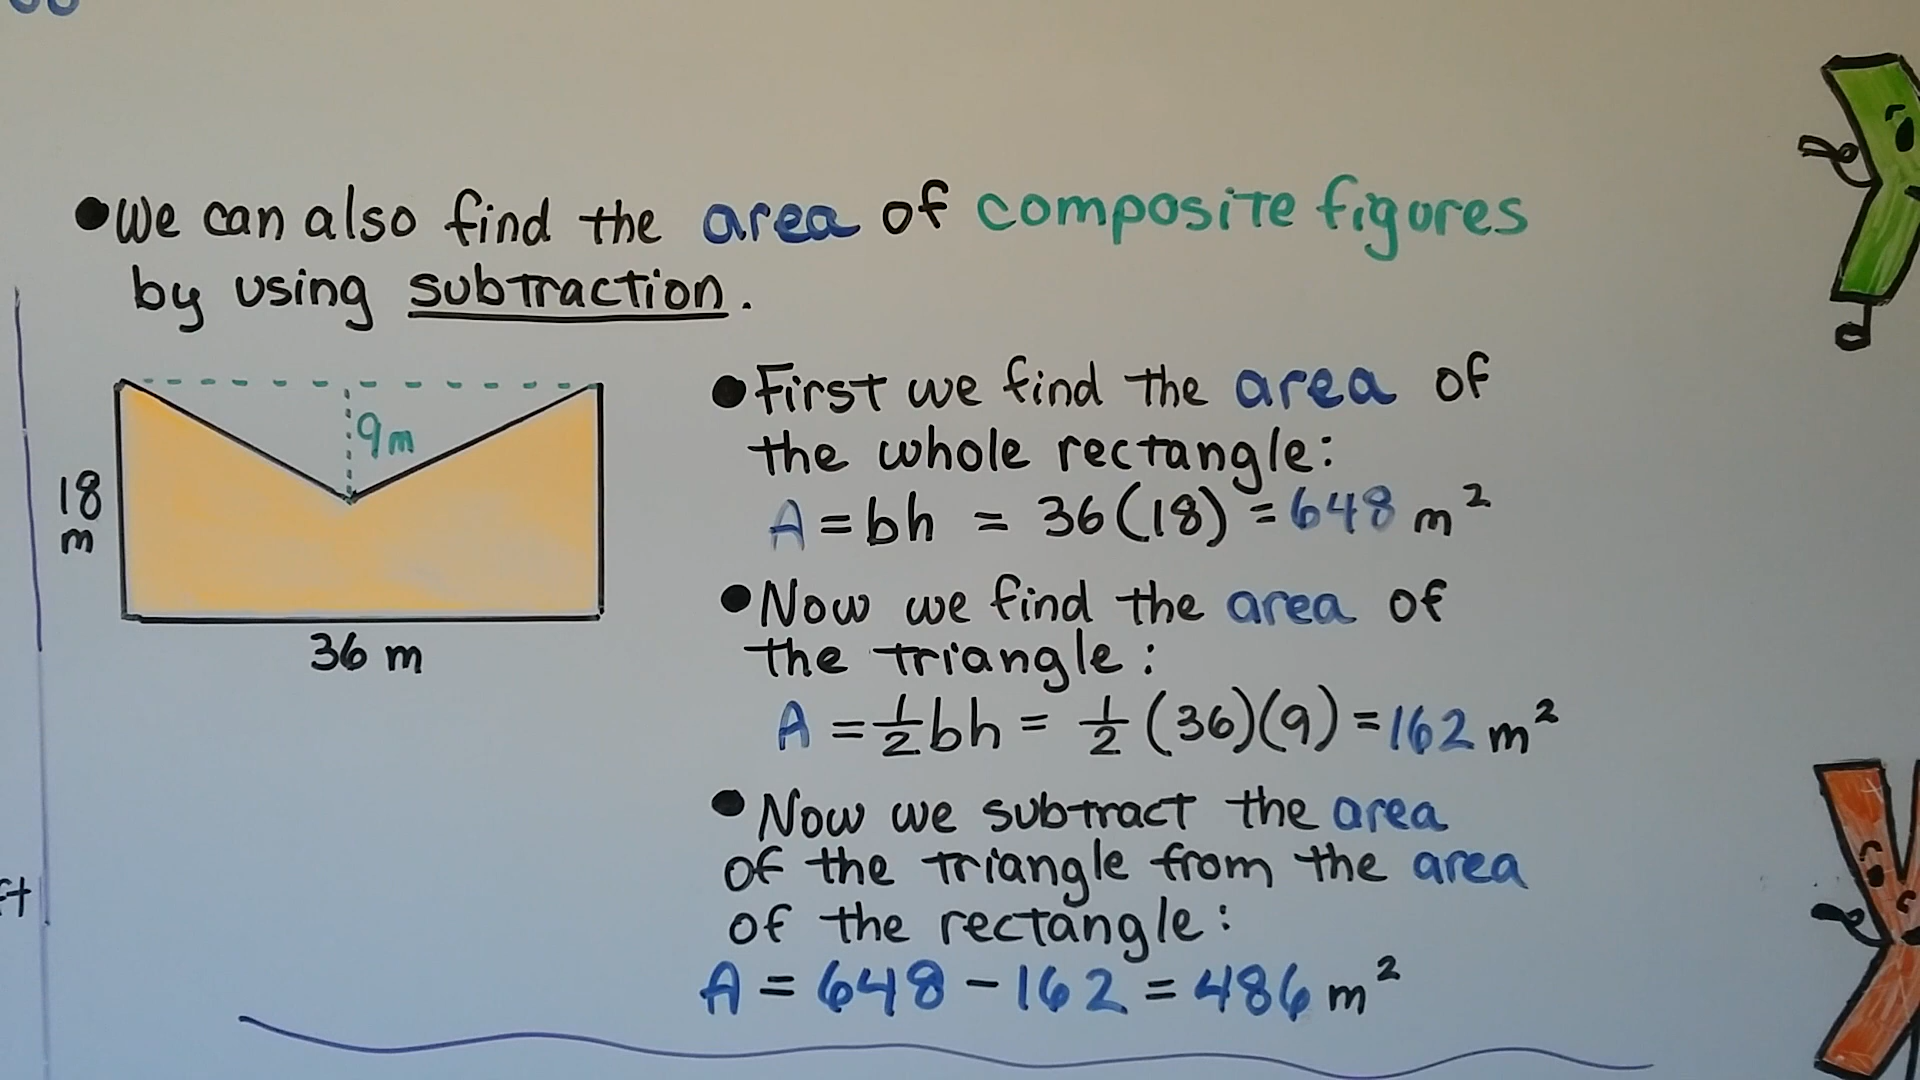 •We can also find the area of composite figures
by using subtraction.
9m
18
m
36 m
•First we find the area of
the whole rectangle:
A = bh = 36(18) = 648 m²
•Now we find the area of
the triangle:
A = ½bh = ½(36)(9) = 162 m²
•Now we subtract the area
of the triangle from the area
of the rectangle:
A = 648 - 162 = 486 m²